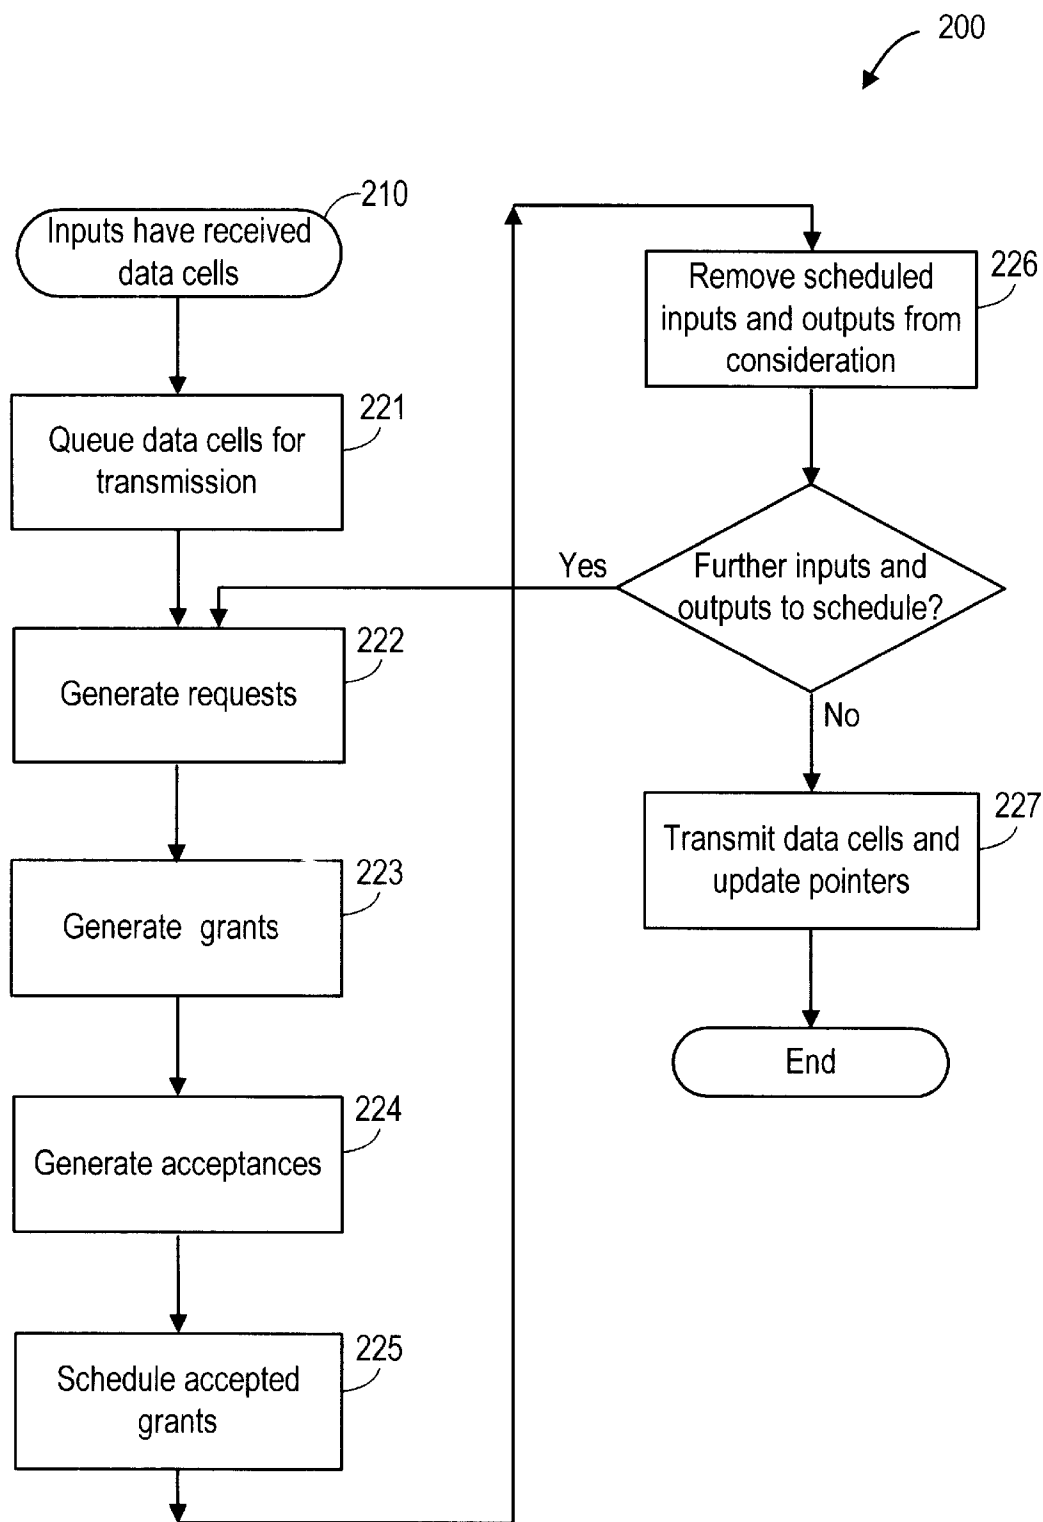 200
210
Inputs have received
data cells
221
Queue data cells for
transmission
222
Generate requests
223
Generate grants
224
Generate acceptances
225
Schedule accepted
grants
226
Remove scheduled
inputs and outputs from
consideration
Yes
Further inputs and
outputs to schedule?
No
227
Transmit data cells and
update pointers
End